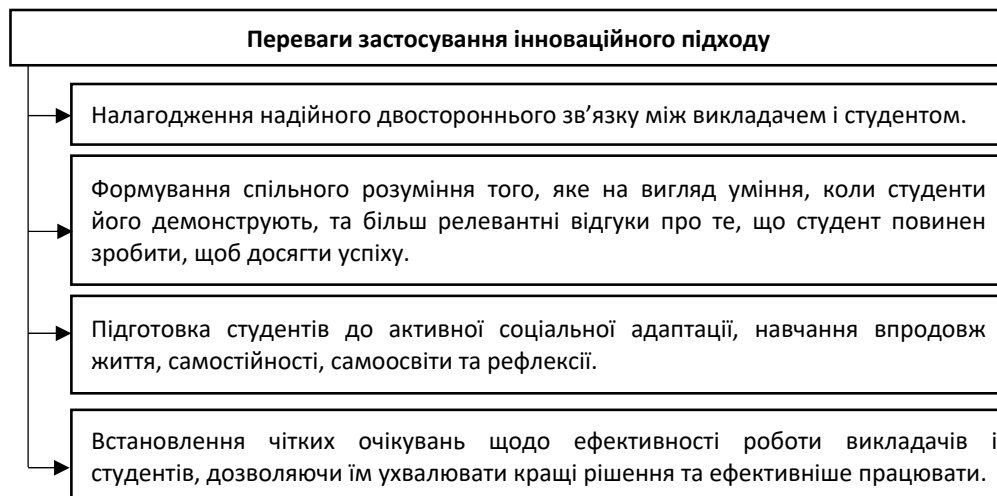 Переваги застосування інноваційного підходу
Налагодження надійного двостороннього зв’язку між викладачем і студентом.
Формування спільного розуміння того, яке на вигляд уміння, коли студенти
його демонструють, та більш релевантні відгуки про те, що студент повинен
зробити, щоб досягти успіху.
Підготовка студентів до активної соціальної адаптації, навчання впродовж
життя, самостійності, самоосвіти та рефлексії.
Встановлення чітких очікувань щодо ефективності роботи викладачів і
студентів, дозволяючи їм ухвалювати кращі рішення та ефективніше працювати.